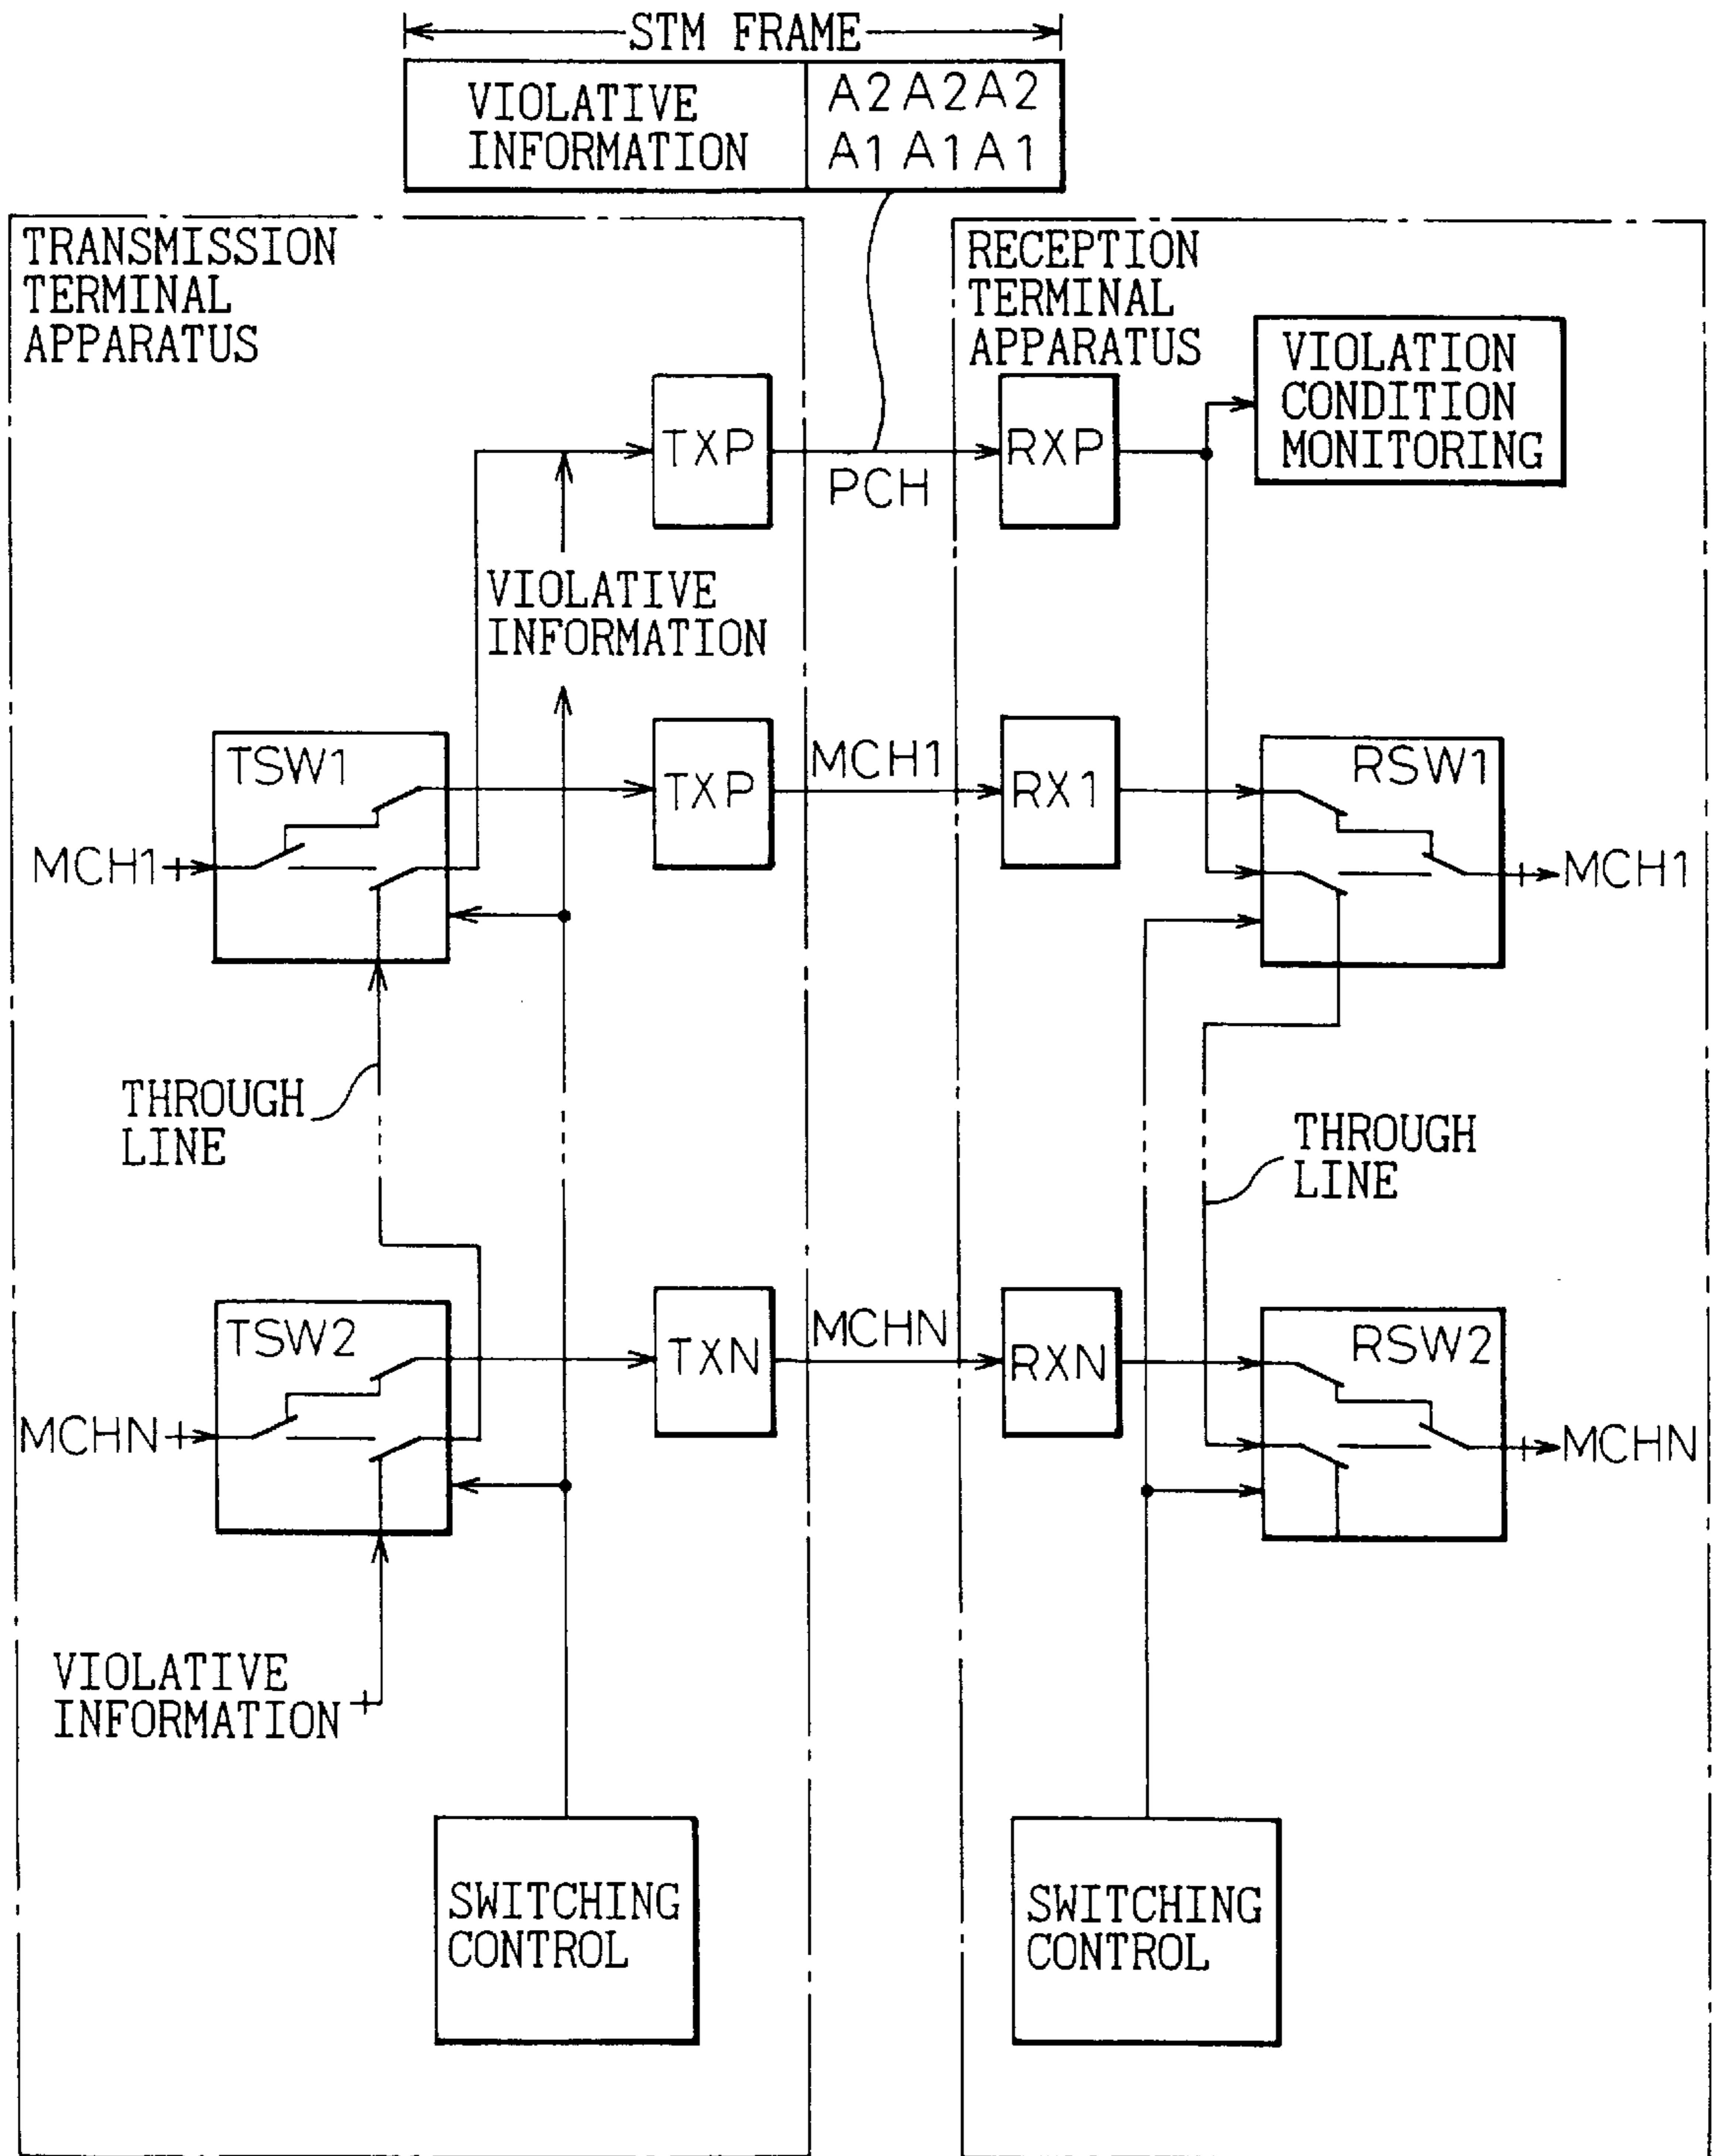 STM FRAME
VIOLATIVE
INFORMATION
A2 A2 A2
A1 A1 A1
TRANSMISSION
TERMINAL
APPARATUS
RECEPTION
TERMINAL
APPARATUS
VIOLATION
CONDITION
MONITORING
TXP
PCH
RXP
VIOLATIVE
INFORMATION
TSW1
TXP
MCH1
RX1
RSW1
MCH1
MCH1
THROUGH
LINE
THROUGH
LINE
TSW2
TXN
MCHN
RXN
RSW2
MCHN
MCHN
VIOLATIVE
INFORMATION
SWITCHING
CONTROL
SWITCHING
CONTROL